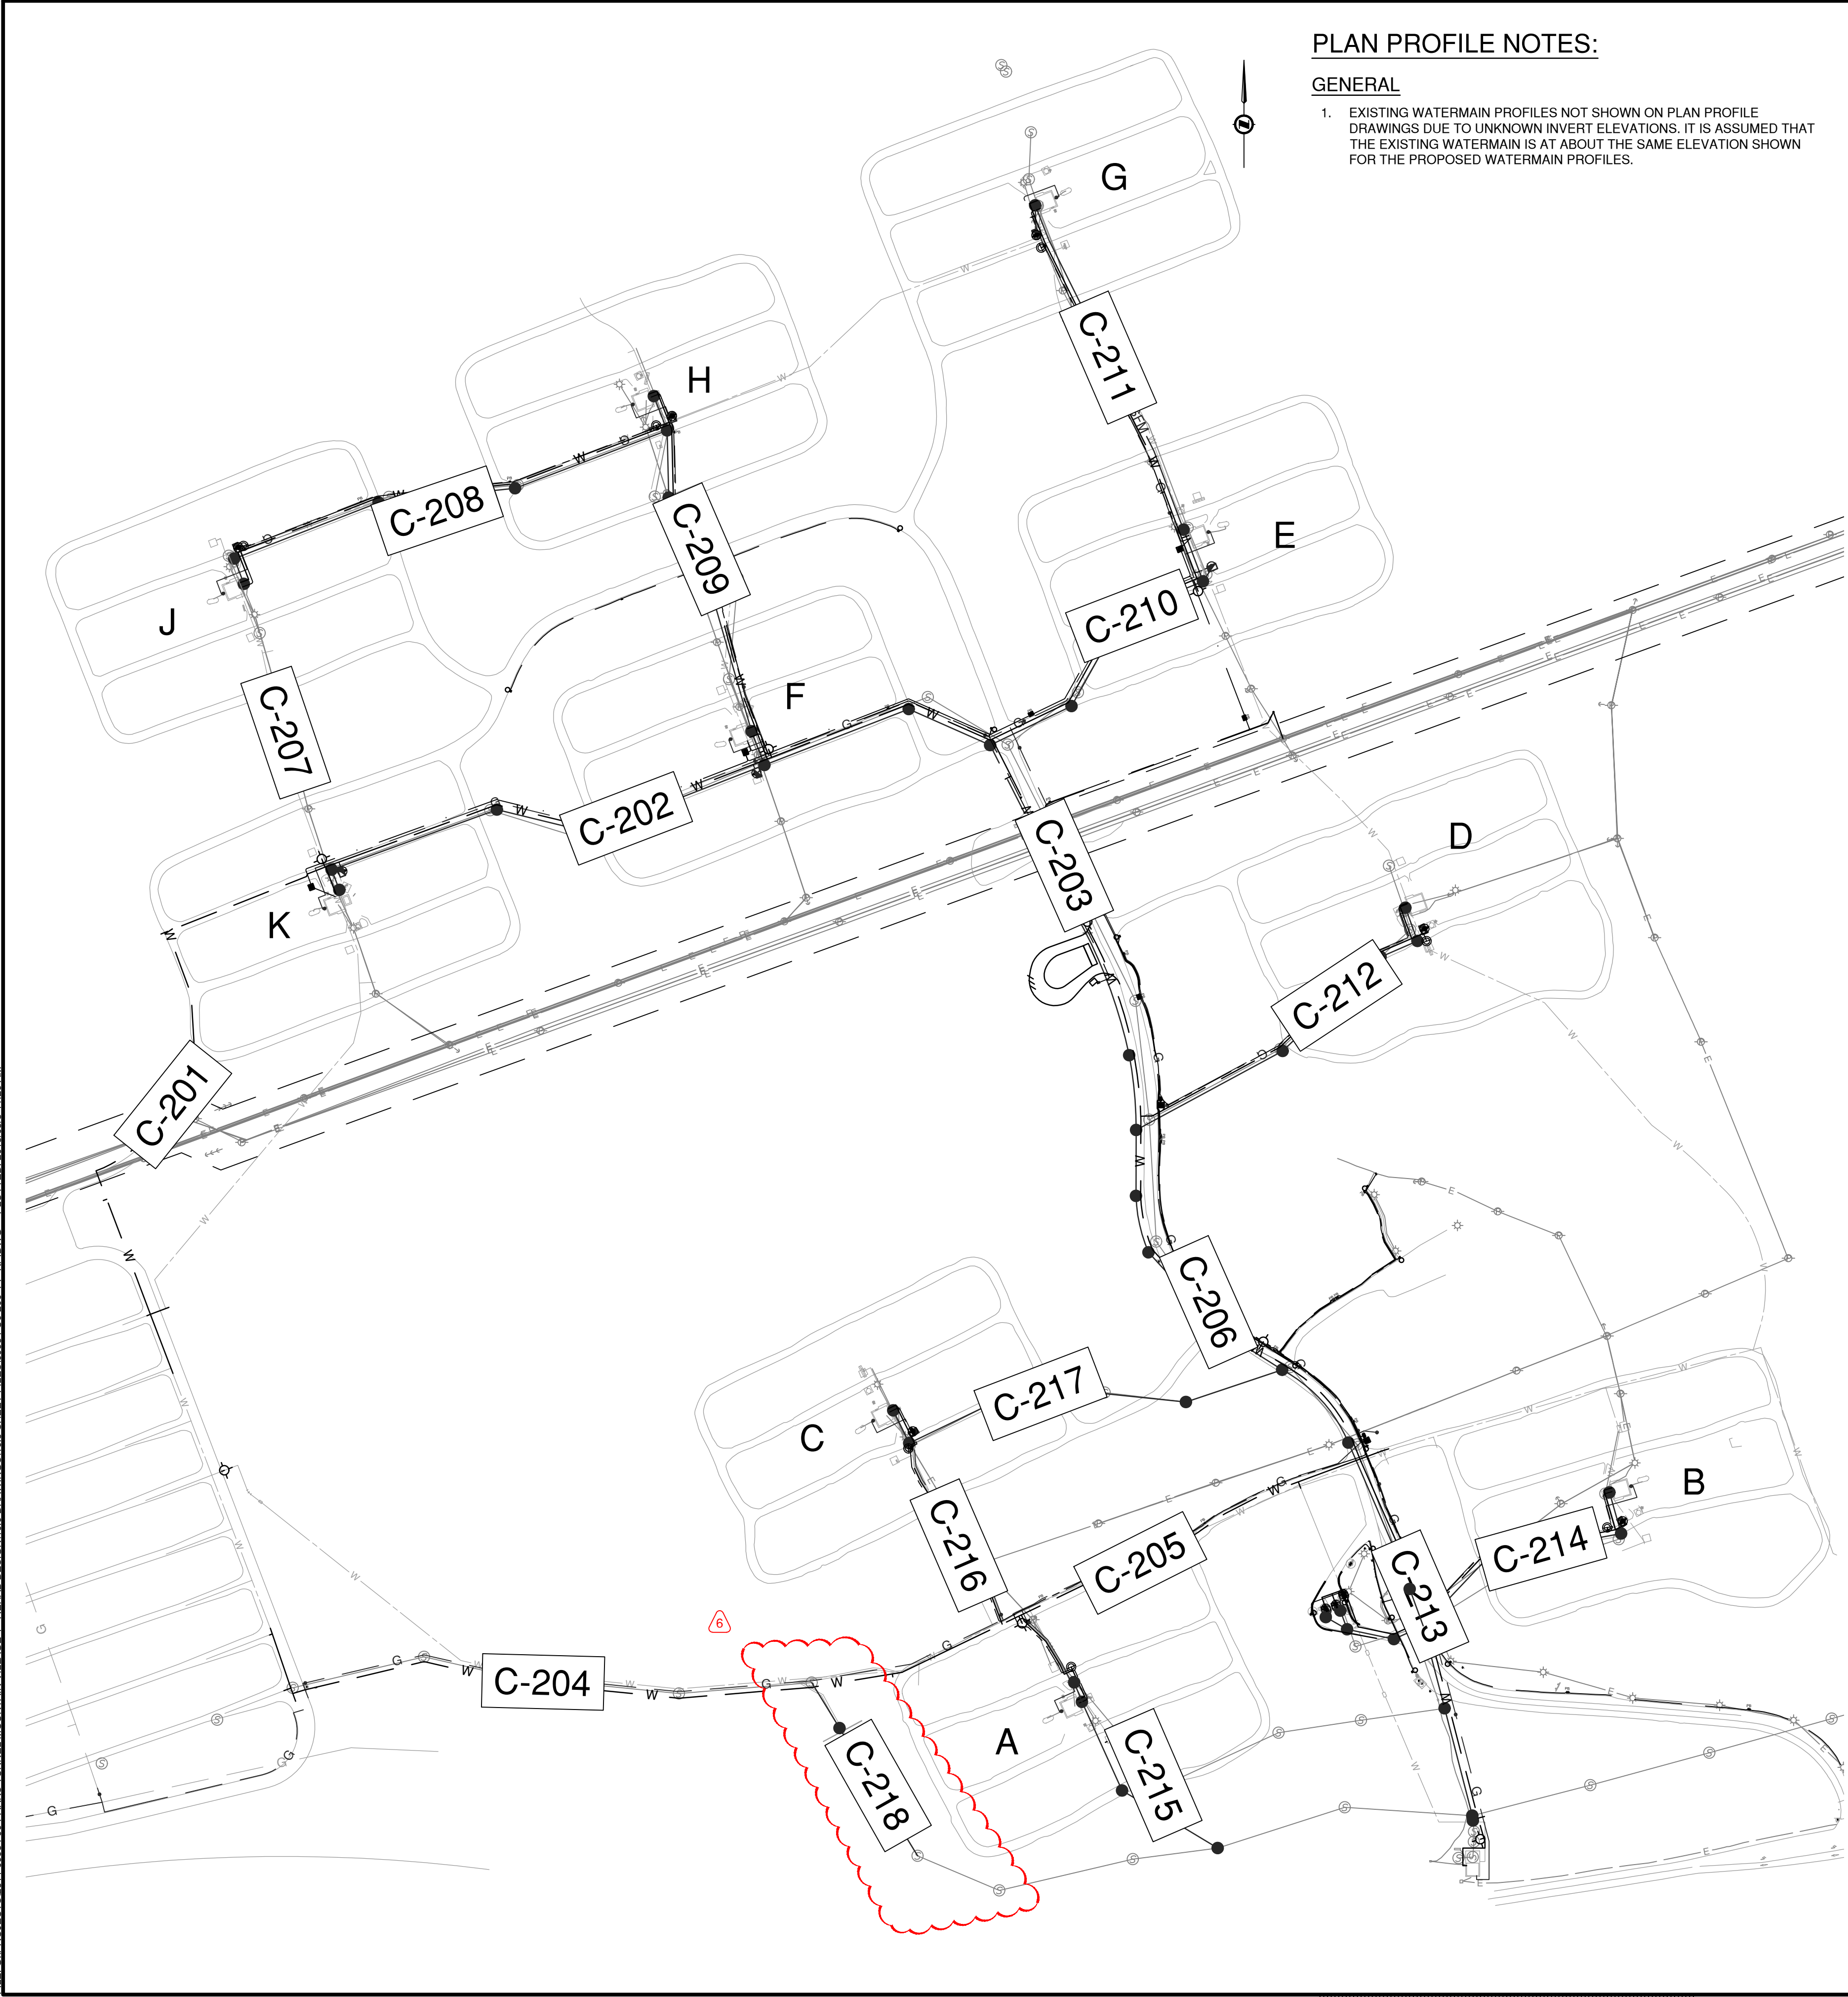 PLAN PROFILE NOTES:
GENERAL
1. EXISTING WATERMAIN PROFILES NOT SHOWN ON PLAN PROFILE
DRAWINGS DUE TO UNKNOWN INVERT ELEVATIONS. IT IS ASSUMED THAT
THE EXISTING WATERMAIN IS AT ABOUT THE SAME ELEVATION SHOWN
FOR THE PROPOSED WATERMAIN PROFILES.
G
C-211
H
E
C-208
C-209
C-210
J
F
C-207
C-202
C-203
D
K
C-212
C-201
C-206
C-217
C
B
C-216
C-205
C-214
C-213
6
C-204
A
C-218
C-215